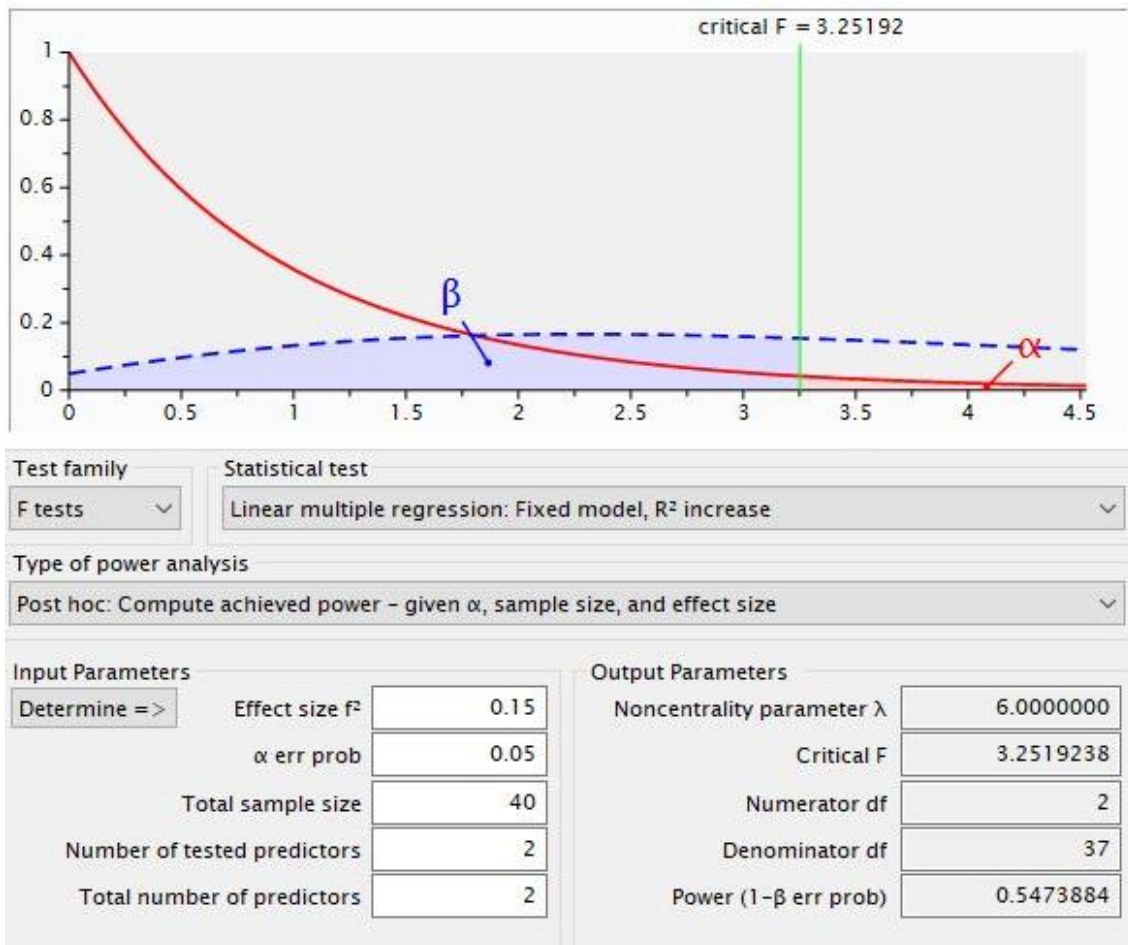 critical F = 3.25192
1
0.8
0.6
0.4
0.2
0
β
α
0 0.5 1 1.5 2 2.5 3 3.5 4 4.5
Test family Statistical test
F tests Linear multiple regression: Fixed model, R² increase
Type of power analysis
Post hoc: Compute achieved power – given α, sample size, and effect size
Input Parameters
Determine =>
Effect size f² 0.15
α err prob 0.05
Total sample size 40
Number of tested predictors 2
Total number of predictors 2
Output Parameters
Noncentrality parameter λ 6.0000000
Critical F 3.2519238
Numerator df 2
Denominator df 37
Power (1-β err prob) 0.5473884